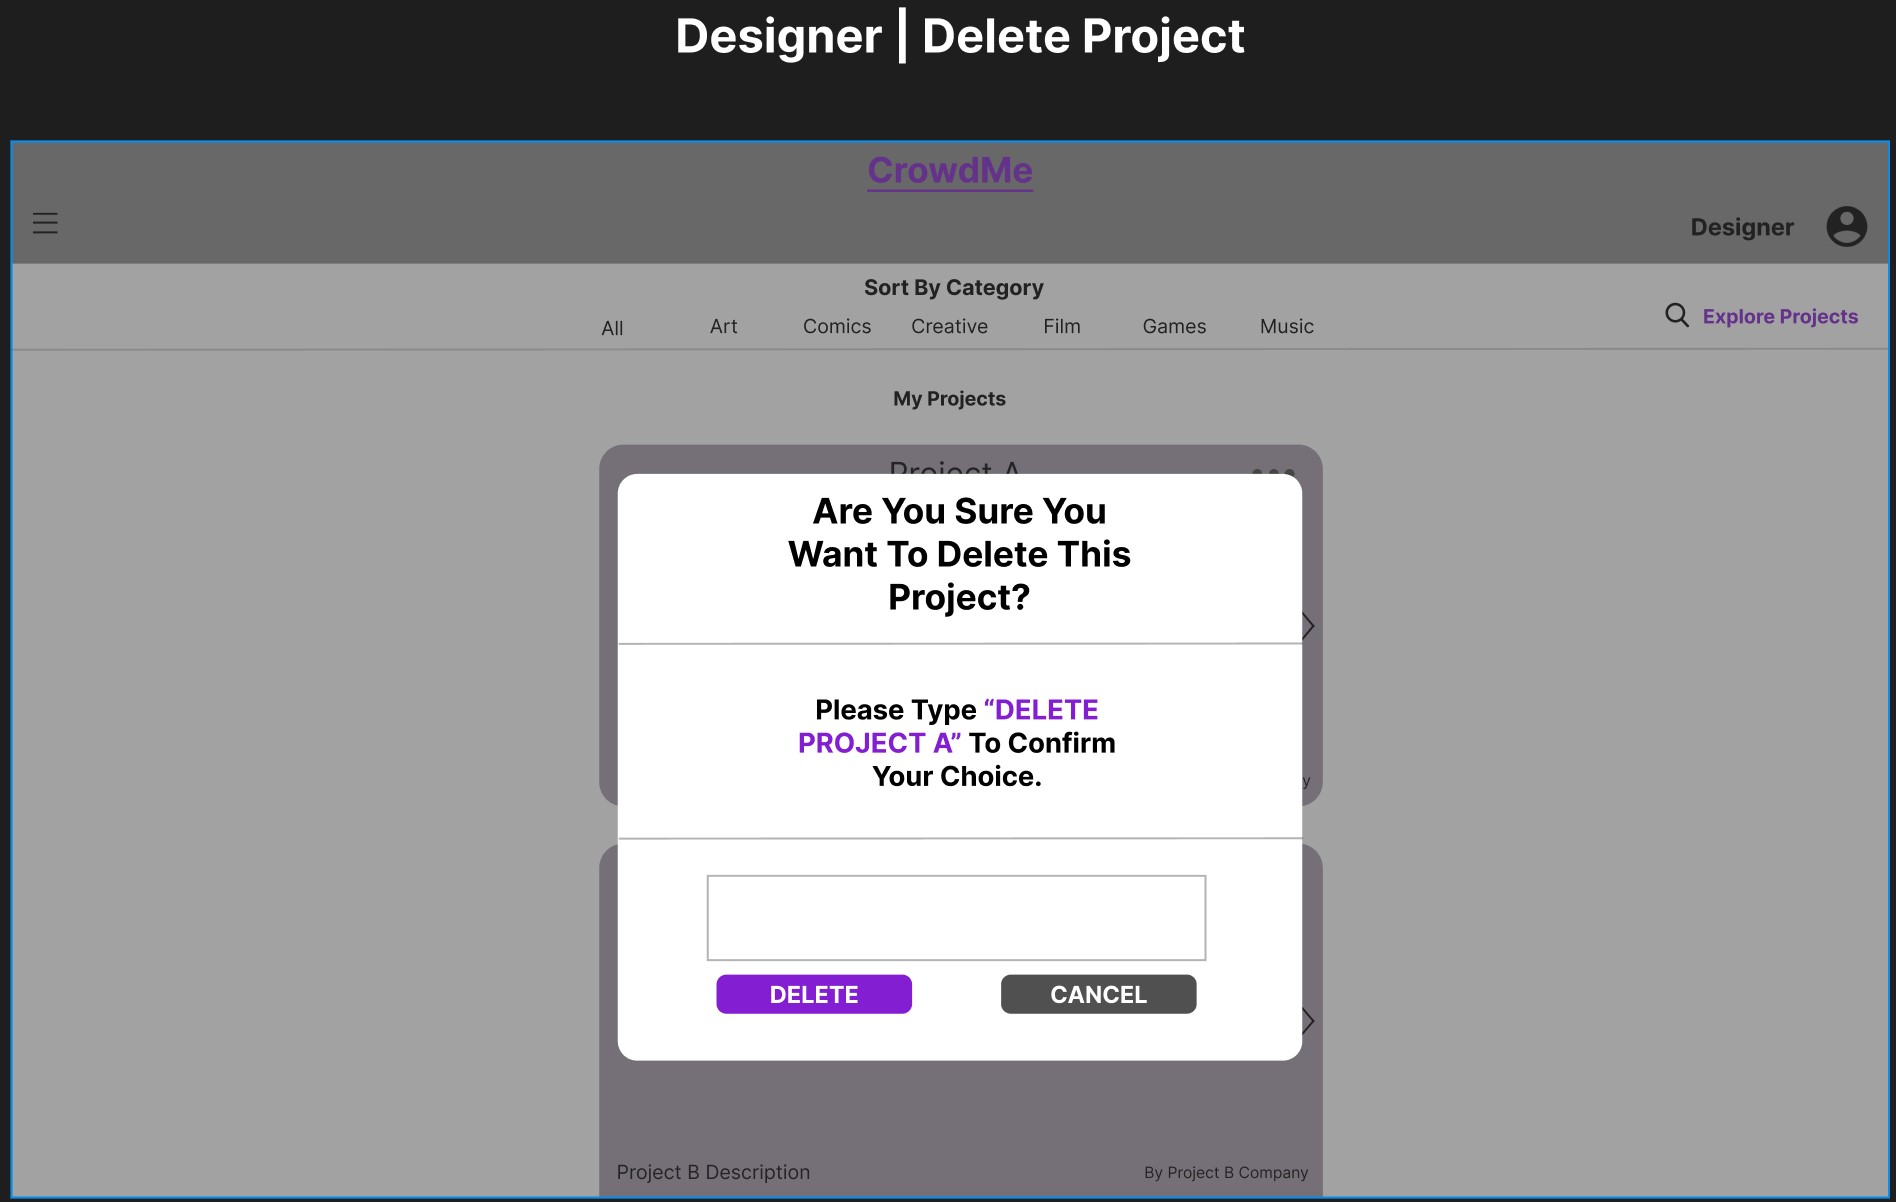 Designer | Delete Project
CrowdMe
Designer
Sort By Category
All Art Comics Creative Film Games Music
Explore Projects
My Projects
Project A
Are You Sure You
Want To Delete This
Project?
Please Type “DELETE
PROJECT A” To Confirm
Your Choice.
y
DELETE CANCEL
Project B Description By Project B Company